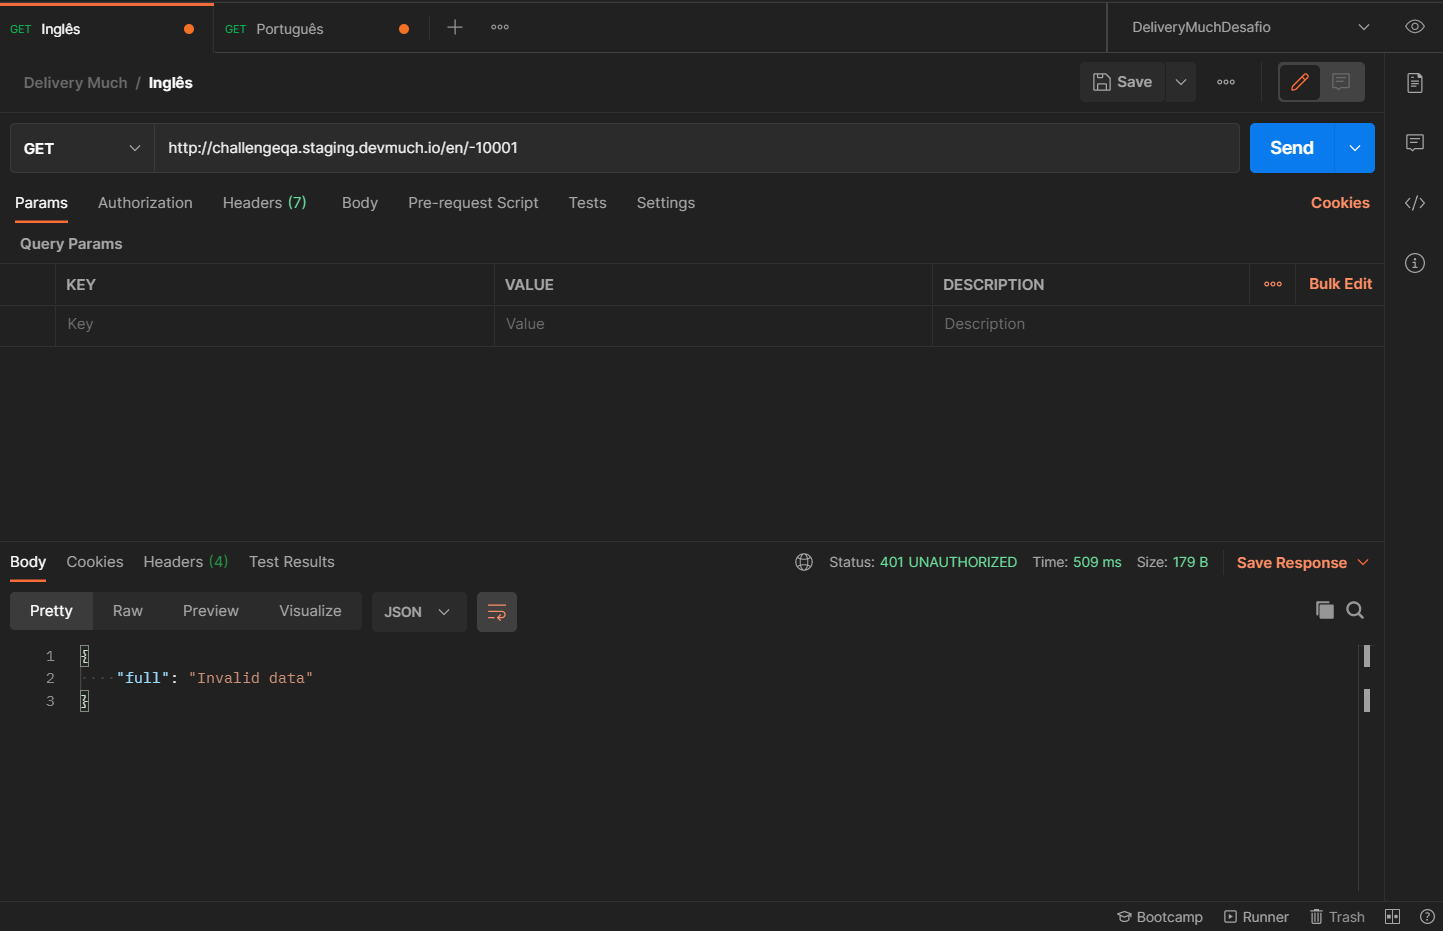 GET Inglês GET Português DeliveryMuchDesafio
Delivery Much / Inglês Save
GET http://challengeqa.staging.devmuch.io/en/-10001 Send
Params Authorization Headers (7) Body Pre-request Script Tests Settings Cookies
Query Params
KEY VALUE DESCRIPTION Bulk Edit
Key Value Description
Body Cookies Headers (4) Test Results Status: 401 UNAUTHORIZED Time: 509 ms Size: 179 B Save Response
Pretty Raw Preview Visualize JSON
1 {
2 "full": "Invalid data"
3 }
Bootcamp Runner Trash